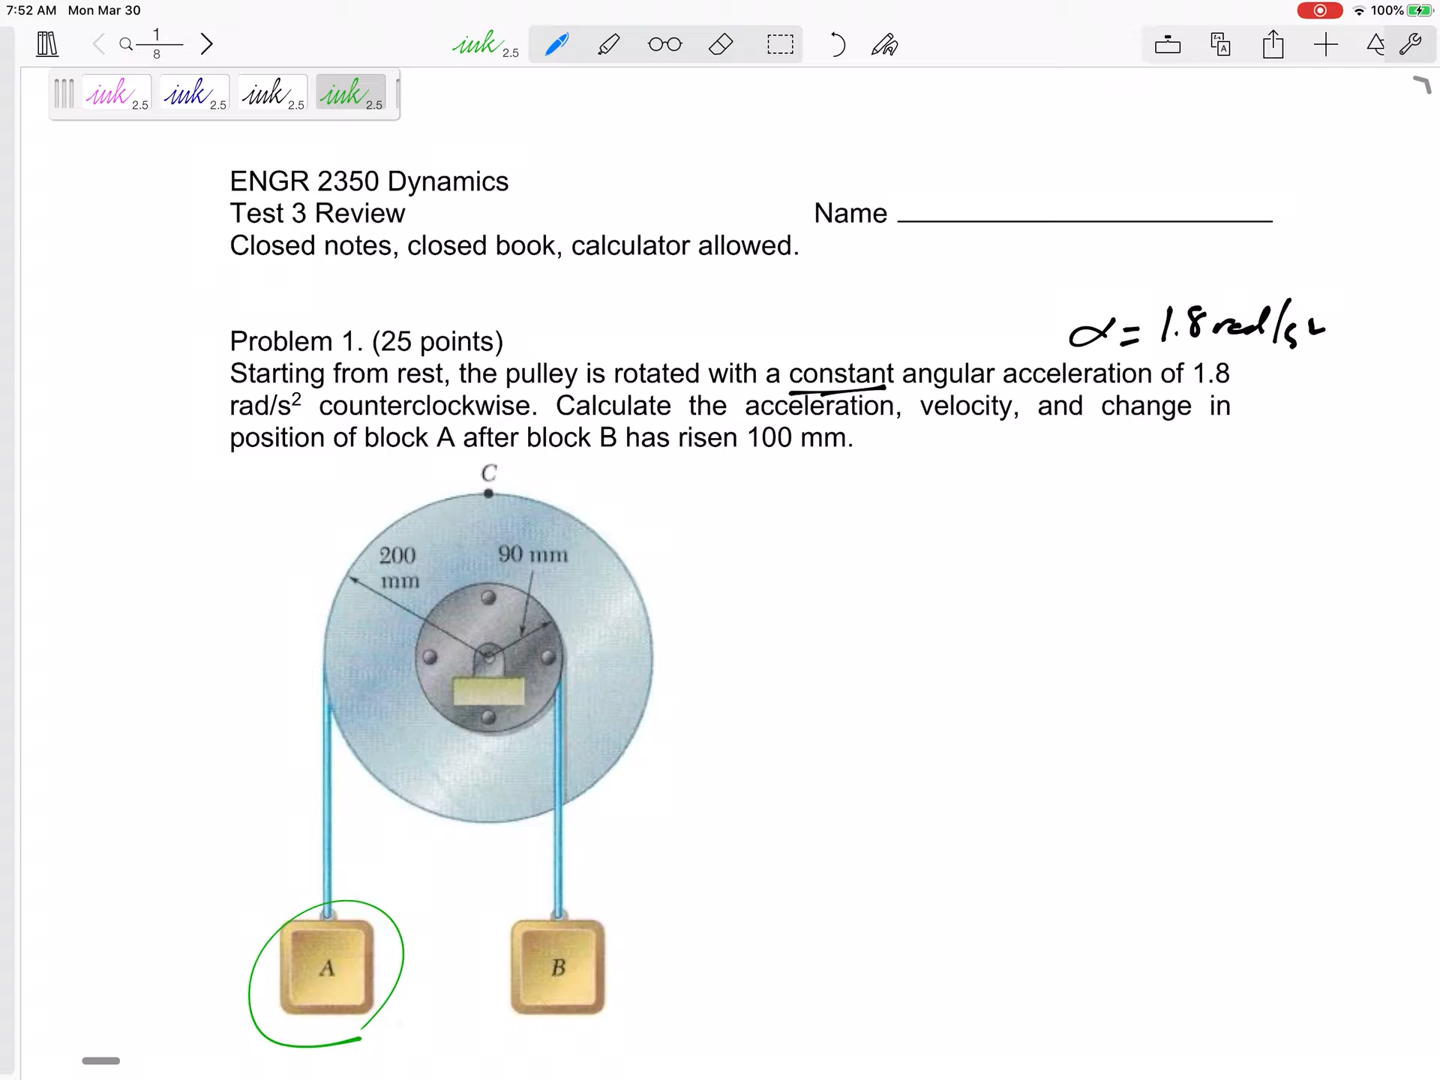 7:52 AM Mon Mar 30
100%
1
8
ink 2.5
A
ink 2.5
ink 2.5
ink 2.5
ink 2.5
ENGR 2350 Dynamics
Test 3 Review
Name
Closed notes, closed book, calculator allowed.
α = 1.8 rad/s2
Problem 1. (25 points)
Starting from rest, the pulley is rotated with a constant angular acceleration of 1.8
rad/s² counterclockwise. Calculate the acceleration, velocity, and change in
position of block A after block B has risen 100 mm.
C
200
mm
90 mm
A
B